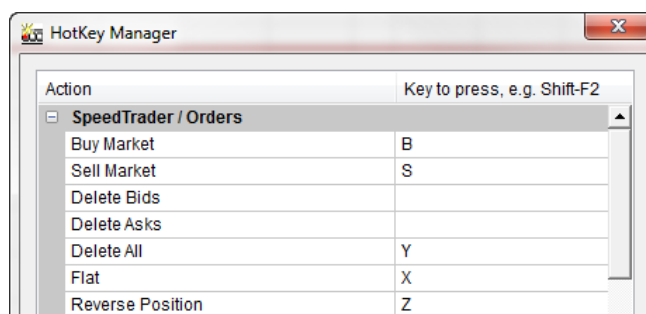 HotKey Manager
Action Key to press, e.g. Shift-F2
SpeedTrader / Orders
Buy Market B
Sell Market S
Delete Bids
Delete Asks
Delete All Y
Flat X
Reverse Position Z